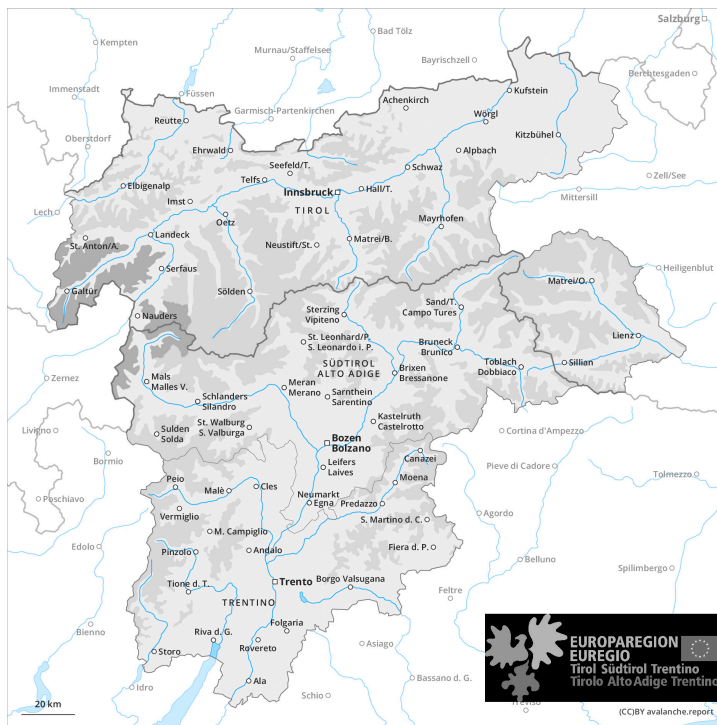 Salzburg
Kempten
Bad Tölz
Murnau/Staffelsee
Bayrischzell
Berchtesgaden
Immenstadt
Füssen
Garmisch-Partenkirchen
Achenkirch
Kufstein
Reutte
Wörgl
Oberstdorf
Ehrwald
Kitzbühel
Alpbach
Seefeld/T.
Schwaz
Telfs
Zell/See
Elbigenalp
Innsbruck
Hall/T.
Mittersill
Imst
TIROL
Lech
Oetz
Mayrhofen
Landeck
St. Anton/A.
Neustift/St.
Matrei/B.
Serfaus
Heiligenblut
Galtür
Sölden
Matrei/O.
Nauders
Sand/T.
Campo Tures
Sterzing
Vipiteno
Lienz
St. Leonhard/P.
S. Leonardo i. P.
Bruneck
Brunico
SÜDTIROL
ALTO ADIGE
Toblach
Dobbiaco
Sillian
Brixen
Bressanone
Zernez
Mals
Malles V.
Meran
Merano
Schlanders
Silandro
Sarnthein
Sarentino
St. Walburg
S. Valburga
Kastelruth
Castelrotto
Livigno
Sulden
Solda
Cortina d'Ampezzo
Bozen
Bolzano
Bormio
Canazei
Leifers
Laives
Pieve di Cadore
Tolmezzo
Peio
Malè
Cles
Moena
Poschiavo
Neumarkt
Egna
Predazzo
Vermiglio
Agordo
S. Martino d. C.
M. Campiglio
Edolo
Pinzolo
Andalo
Fiera d. P.
Belluno
Spilimbergo
Tione d. T.
Trento
Borgo Valsugana
Feltre
TRENTINO
Folgaria
Bienno
Riva d. G.
Rovereto
Asiago
Storo
Ala
Bassano d. G.
Idro
Schio
Treviso
EUROPAREGION
EUREGIO
Tirol Südtirol Trentino
Tirolo Alto Adige Trentino
20 km
(CC)BY avalanche.report